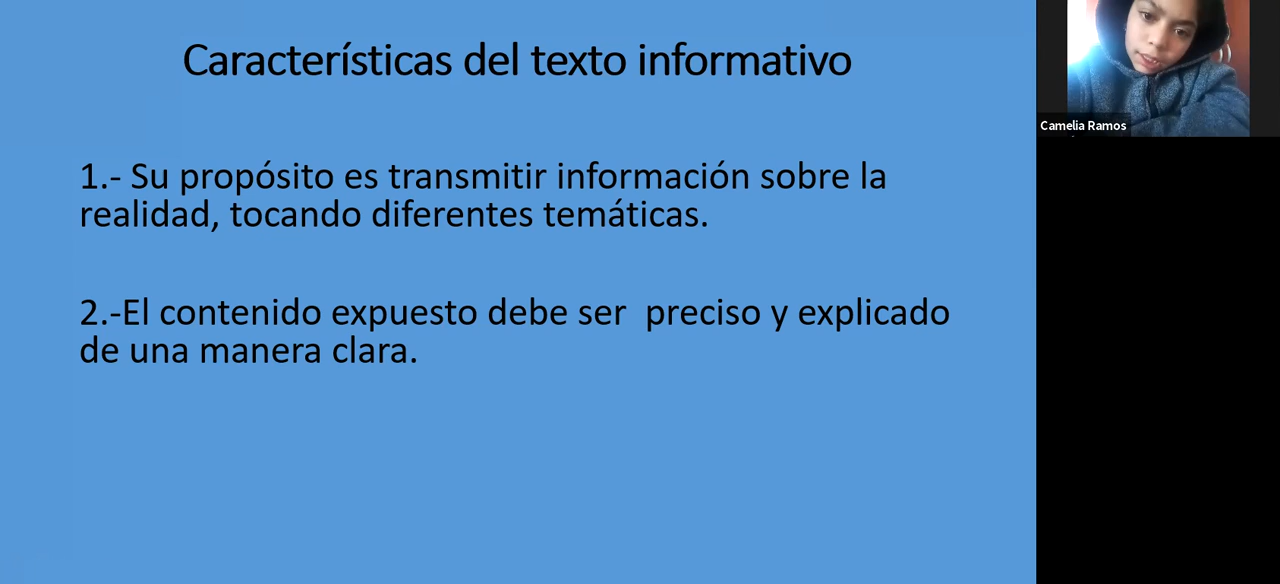 Características del texto informativo
1.- Su propósito es transmitir información sobre la
realidad, tocando diferentes temáticas.
2.-El contenido expuesto debe ser  preciso y explicado
de una manera clara.
Camelia Ramos